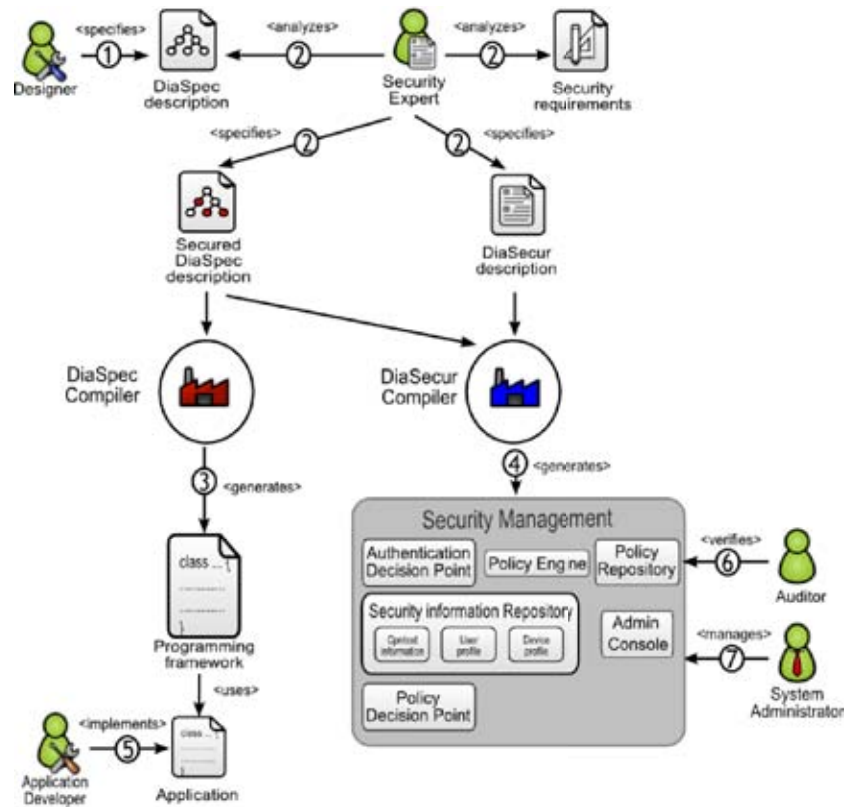 <specifies>
1
<analyzes>
2
<analyzes>
2
Designer
DiaSpec
description
Security
Expert
Security
requirements
<specifies>
2
2
<specifies>
Secured
DiaSpec
description
DiaSecur
description
DiaSpec
Compiler
DiaSecur
Compiler
3
<generates>
4
<generates>
Security Management
Authentication
Decision Point
Policy Engine
Policy
Repository
<verifies>
6
Auditor
class ... {
Security information Repository
Context
information
User
profile
Device
profile
Admin
Console
<manages>
7
System
Administrator
Programming
framework
<uses>
Policy
Decision Point
<implements>
5
class ... {
Application
Developer
Application